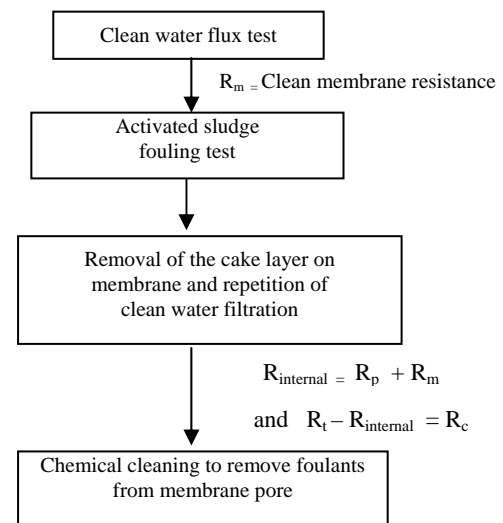 Clean water flux test
R_m = Clean membrane resistance
Activated sludge
fouling test
Removal of the cake layer on
membrane and repetition of
clean water filtration
R_internal = R_p + R_m
and R_t – R_internal = R_c
Chemical cleaning to remove foulants
from membrane pore